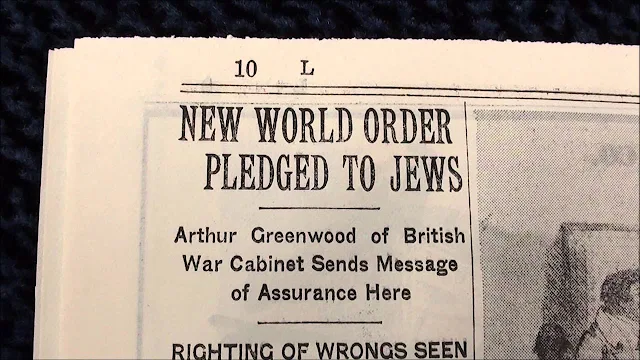 10 L
NEW WORLD ORDER
PLEDGED TO JEWS
Arthur Greenwood of British
War Cabinet Sends Message
of Assurance Here
RIGHTING OF WRONGS SEEN